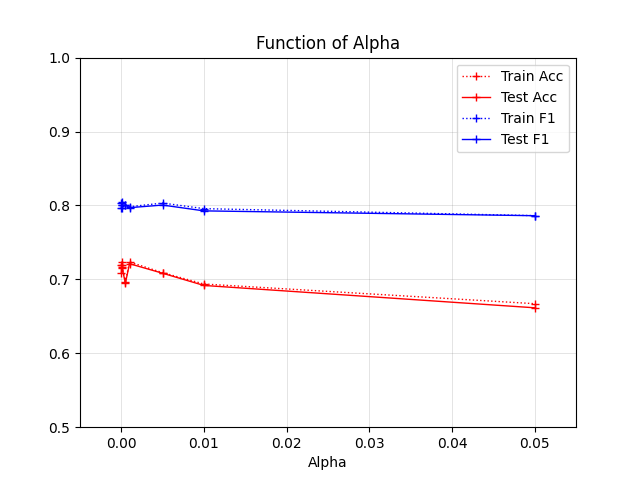 Function of Alpha
1.0
0.9
0.8
0.7
0.6
0.5
Train Acc
Test Acc
Train F1
Test F1
0.00 0.01 0.02 0.03 0.04 0.05
Alpha